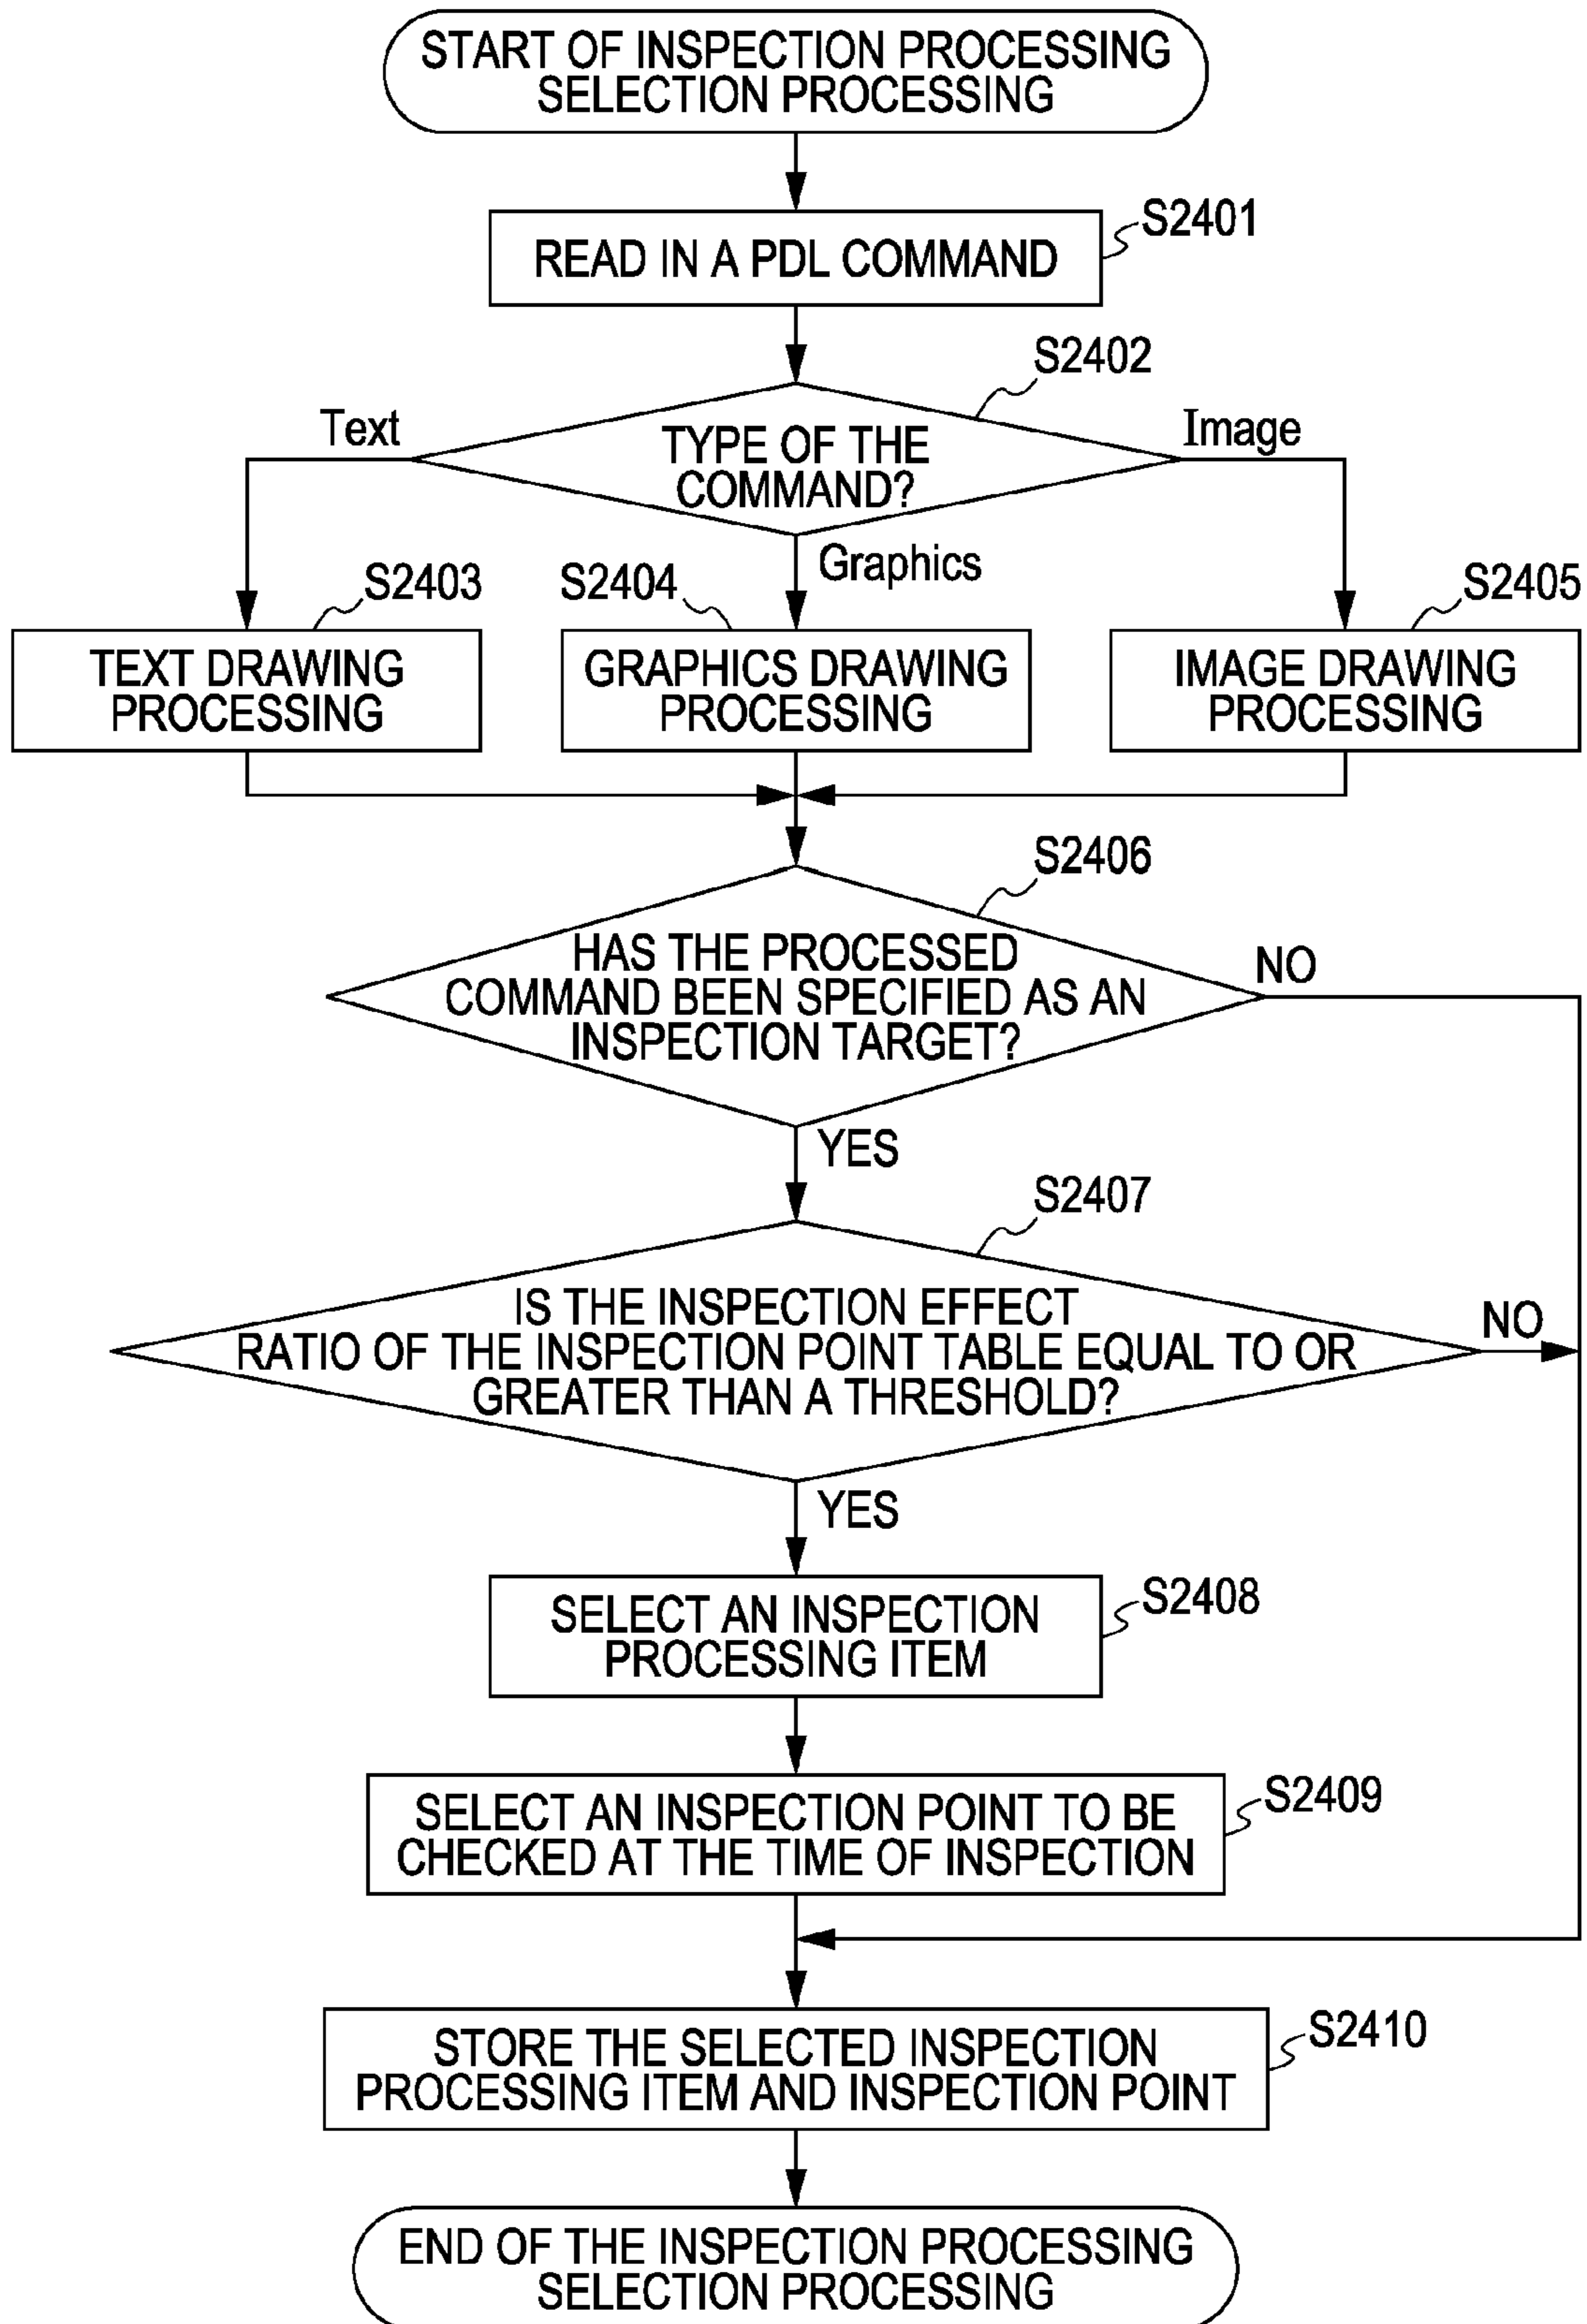 START OF INSPECTION PROCESSING
SELECTION PROCESSING
S2401
READ IN A PDL COMMAND
S2402
Text
Image
TYPE OF THE
COMMAND?
Graphics
S2403
S2404
S2405
TEXT DRAWING
PROCESSING
GRAPHICS DRAWING
PROCESSING
IMAGE DRAWING
PROCESSING
S2406
HAS THE PROCESSED
COMMAND BEEN SPECIFIED AS AN
INSPECTION TARGET?
NO
YES
S2407
IS THE INSPECTION EFFECT
RATIO OF THE INSPECTION POINT TABLE EQUAL TO OR
GREATER THAN A THRESHOLD?
NO
YES
S2408
SELECT AN INSPECTION
PROCESSING ITEM
S2409
SELECT AN INSPECTION POINT TO BE
CHECKED AT THE TIME OF INSPECTION
S2410
STORE THE SELECTED INSPECTION
PROCESSING ITEM AND INSPECTION POINT
END OF THE INSPECTION PROCESSING
SELECTION PROCESSING